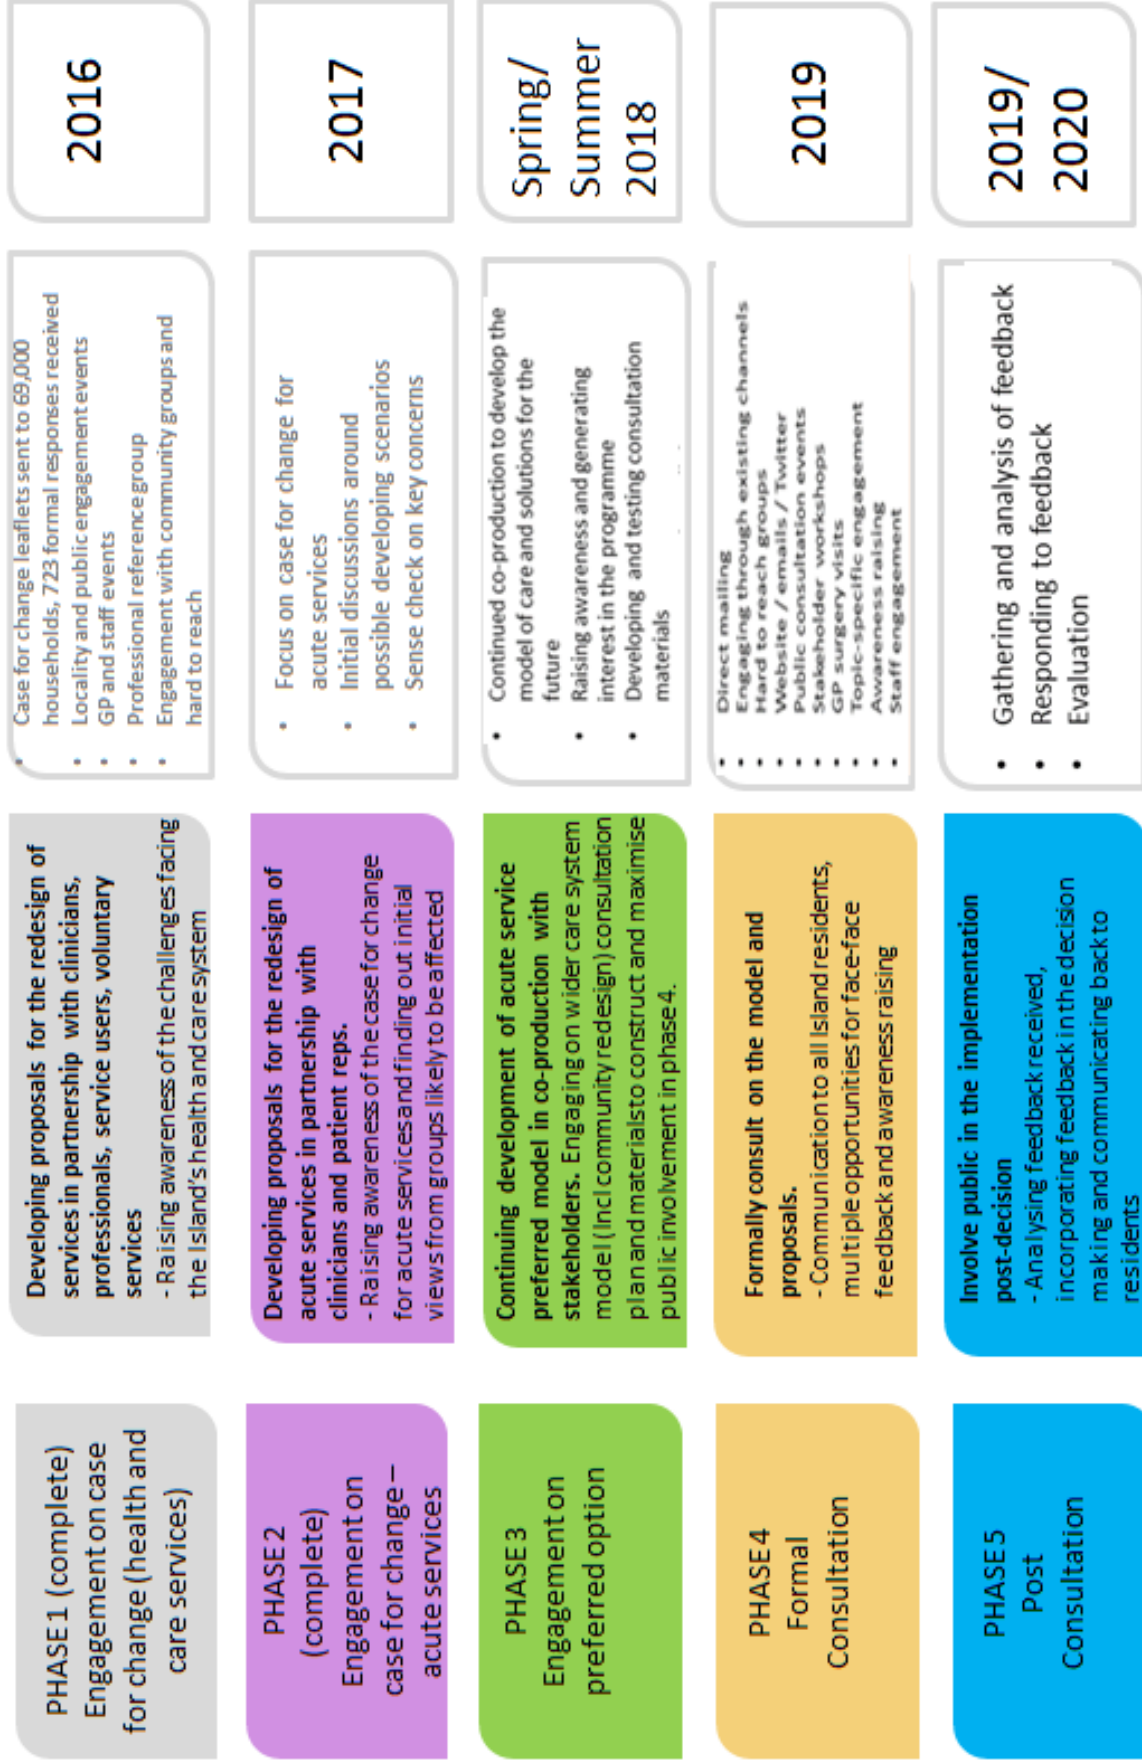 PHASE 1 (complete)
Engagement on case
for change (health and
care services)
Developing proposals for the redesign of
services in partnership with clinicians,
professionals, service users, voluntary
services
- Raising awareness of the challenges facing
the Island's health and care system
• Case for change leaflets sent to 69,000
households, 723 formal responses received
• Locality and public engagement events
• GP and staff events
• Professional reference group
• Engagement with community groups and
hard to reach
2016
PHASE 2
(complete)
Engagement on
case for change –
acute services
Developing proposals for the redesign of
acute services in partnership with
clinicians and patient reps.
- Raising awareness of the case for change
for acute services and finding out initial
views from groups likely to be affected
• Focus on case for change for
acute services
• Initial discussions around
possible developing scenarios
• Sense check on key concerns
2017
PHASE 3
Engagement on
preferred option
Continuing development of acute service
preferred model in co-production with
stakeholders. Engaging on wider care system
model (Incl community redesign) consultation
plan and materials to construct and maximise
public involvement in phase 4.
• Continued co-production to develop the
model of care and solutions for the
future
• Raising awareness and generating
interest in the programme
• Developing and testing consultation
materials
Spring/
Summer
2018
PHASE 4
Formal
Consultation
Formally consult on the model and
proposals.
- Communication to all Island residents,
multiple opportunities for face-face
feedback and awareness raising
• Direct mailing
• Engaging through existing channels
• Hard to reach groups
• Website / emails / Twitter
• Public consultation events
• Stakeholder workshops
• GP surgery visits
• Topic-specific engagement
• Awareness raising
• Staff engagement
2019
PHASE 5
Post
Consultation
Involve public in the implementation
post-decision
- Analysing feedback received,
incorporating feedback in the decision
making and communicating back to
residents
• Gathering and analysis of feedback
• Responding to feedback
• Evaluation
2019/
2020